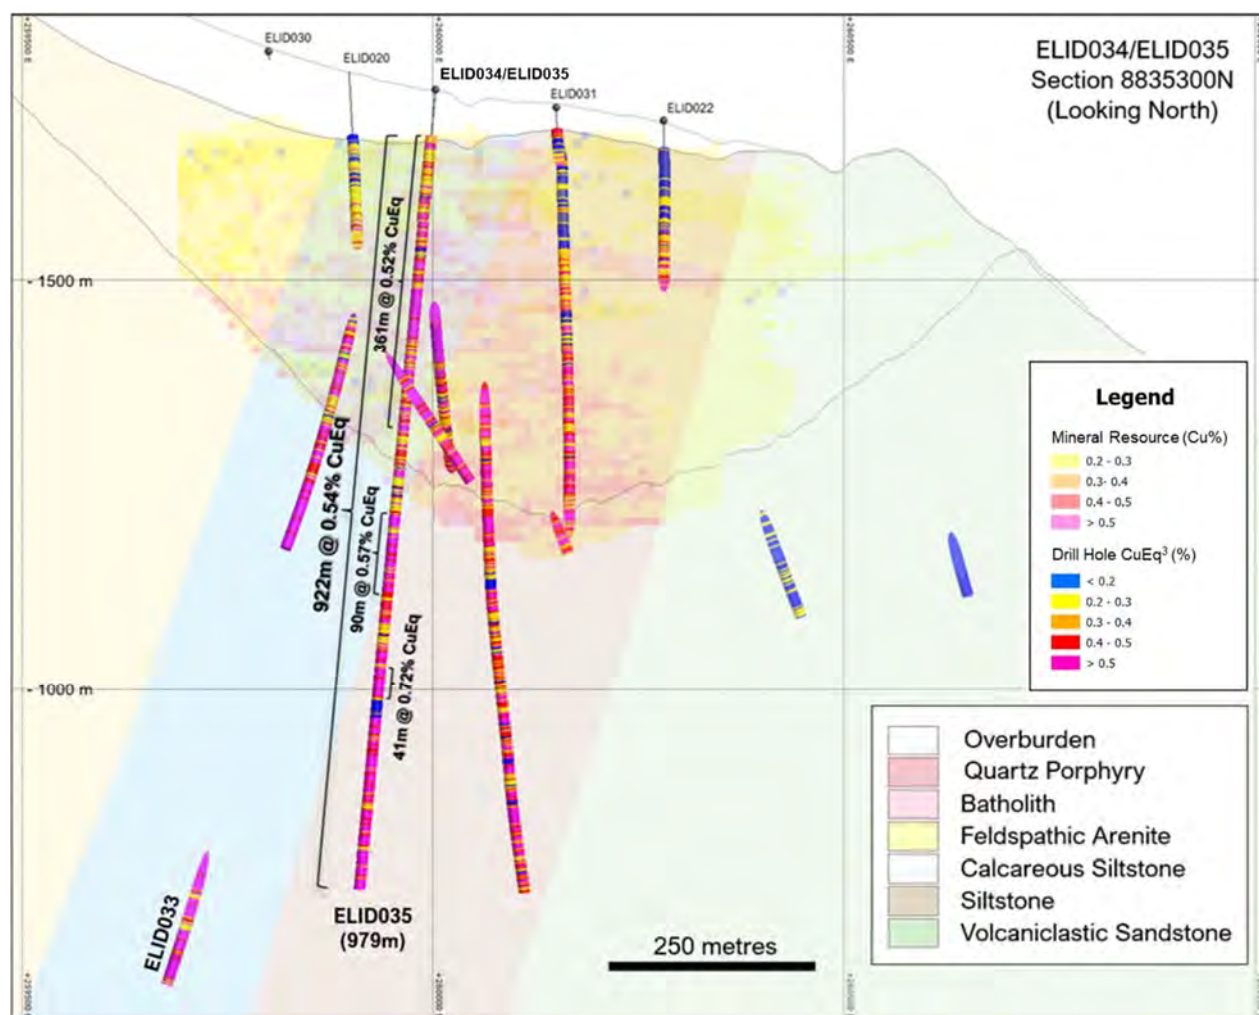 +259500 E
+260000 E
+260500 E
ELID034/ELID035
Section 8835300N
(Looking North)
ELID030
ELID020
ELID034/ELID035
ELID031
ELID022
- 1500 m
361m @ 0.52% CuEq
922m @ 0.54% CuEq
90m @ 0.57% CuEq
41m @ 0.72% CuEq
- 1000 m
Legend
Mineral Resource (Cu%)
0.2 - 0.3
0.3- 0.4
0.4 - 0.5
> 0.5
Drill Hole CuEq³ (%)
< 0.2
0.2 - 0.3
0.3 - 0.4
0.4 - 0.5
> 0.5
Overburden
Quartz Porphyry
Batholith
Feldspathic Arenite
Calcareous Siltstone
Siltstone
Volcaniclastic Sandstone
ELID033
ELID035
(979m)
250 metres